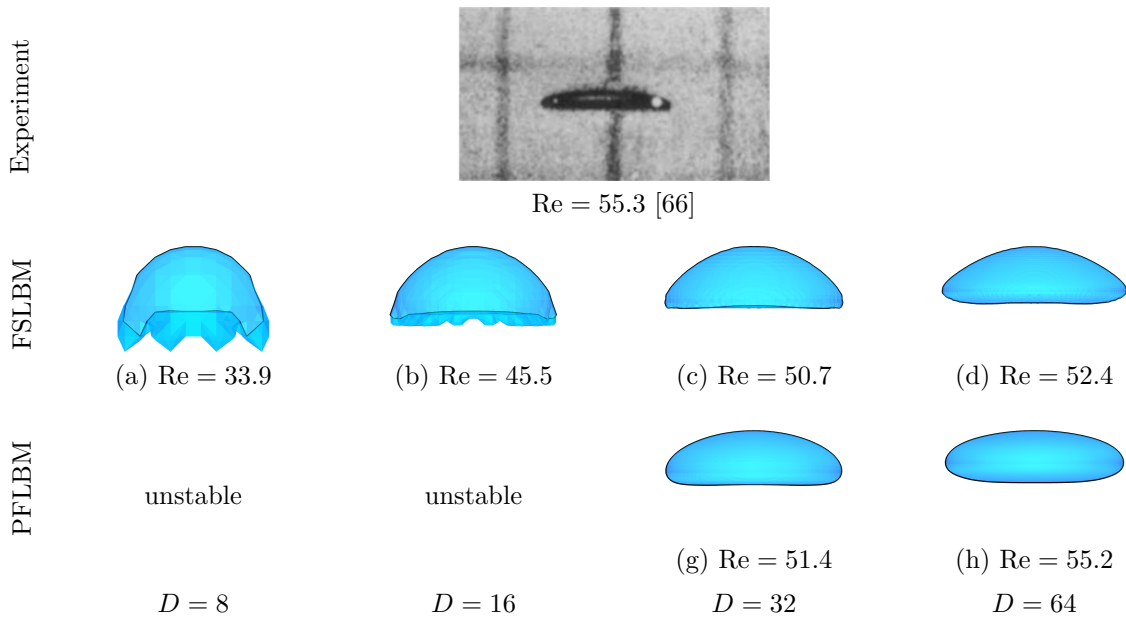 Experiment
Re = 55.3 [66]
FSLBM
(a) Re = 33.9
(b) Re = 45.5
(c) Re = 50.7
(d) Re = 52.4
PFLBM
unstable
unstable
(g) Re = 51.4
(h) Re = 55.2
D = 8
D = 16
D = 32
D = 64